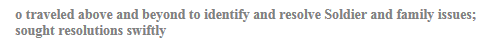 o traveled above and beyond to identify and resolve Soldier and family issues;
sought resolutions swiftly